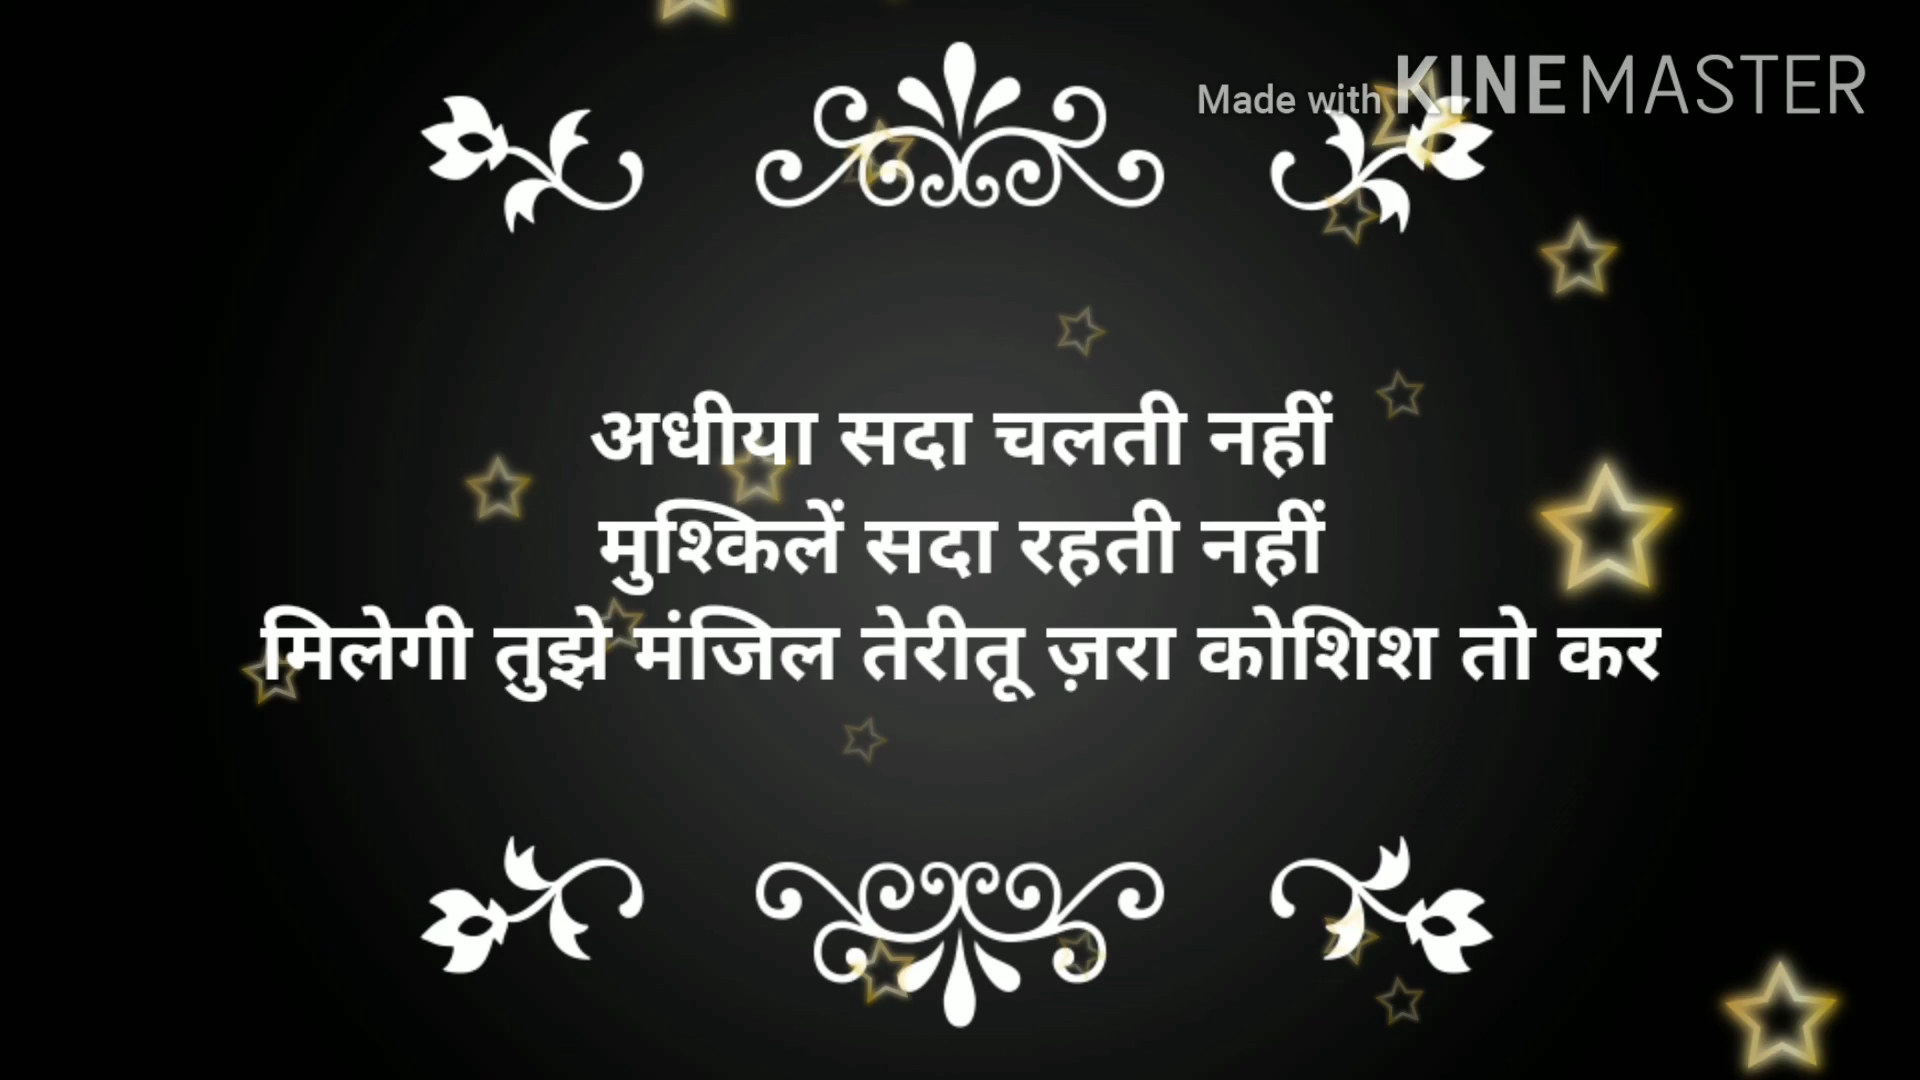 Made with KINEMASTER
अधीया सदा चलती नहीं
मुश्किलें सदा रहती नहीं
मिलेगी तुझे मंजिल तेरीतू ज़रा कोशिश तो कर